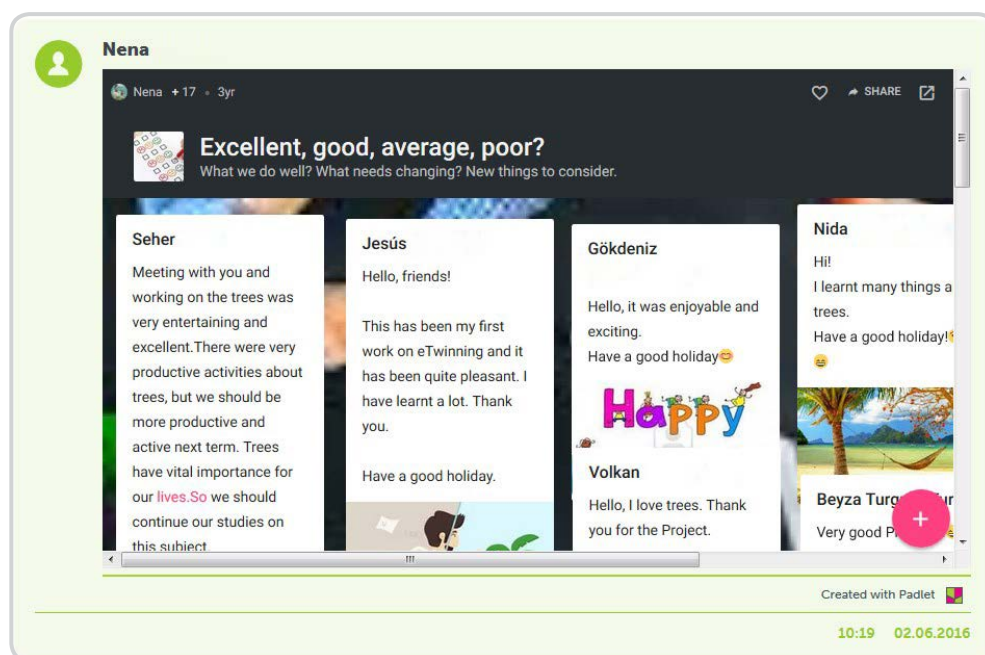 Nena
Nena + 17 • 3yr
SHARE
Excellent, good, average, poor?
What we do well? What needs changing? New things to consider.
Seher
Meeting with you and
working on the trees was
very entertaining and
excellent.There were very
productive activities about
trees, but we should be
more productive and
active next term. Trees
have vital importance for
our lives.So we should
continue our studies on
this subject.
Jesús
Hello, friends!
This has been my first
work on eTwinning and it
has been quite pleasant. I
have learnt a lot. Thank
you.
Have a good holiday.
Gökdeniz
Hello, it was enjoyable and
exciting.
Have a good holiday😊
Happy
Volkan
Hello, I love trees. Thank
you for the Project.
Nida
Hi!
I learnt many things a
trees.
Have a good holiday!
😄
Beyza
Very good
+
Created with Padlet
10:19 02.06.2016